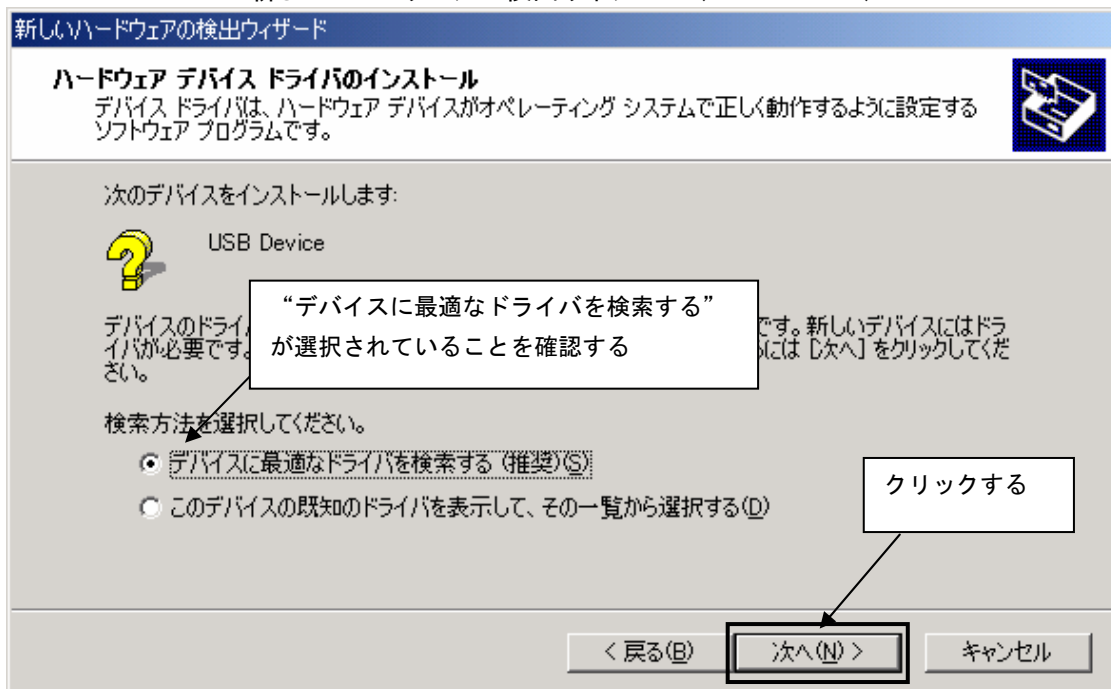 新しいハードウェアの検出ウィザード
ハードウェア デバイス ドライバのインストール
デバイス ドライバは、ハードウェア デバイスがオペレーティング システムで正しく動作するように設定する
ソフトウェア プログラムです。
次のデバイスをインストールします:
USB Device
“デバイスに最適なドライバを検索する”
が選択されていることを確認する
デバイスのドライ です。新しいデバイスにはドラ
イバが必要です。 には [次へ] をクリックしてくだ
さい。
検索方法を選択してください。
デバイスに最適なドライバを検索する (推奨)(S)
このデバイスの既知のドライバを表示して、その一覧から選択する(D)
クリックする
< 戻る(B)
次へ(N) >
キャンセル